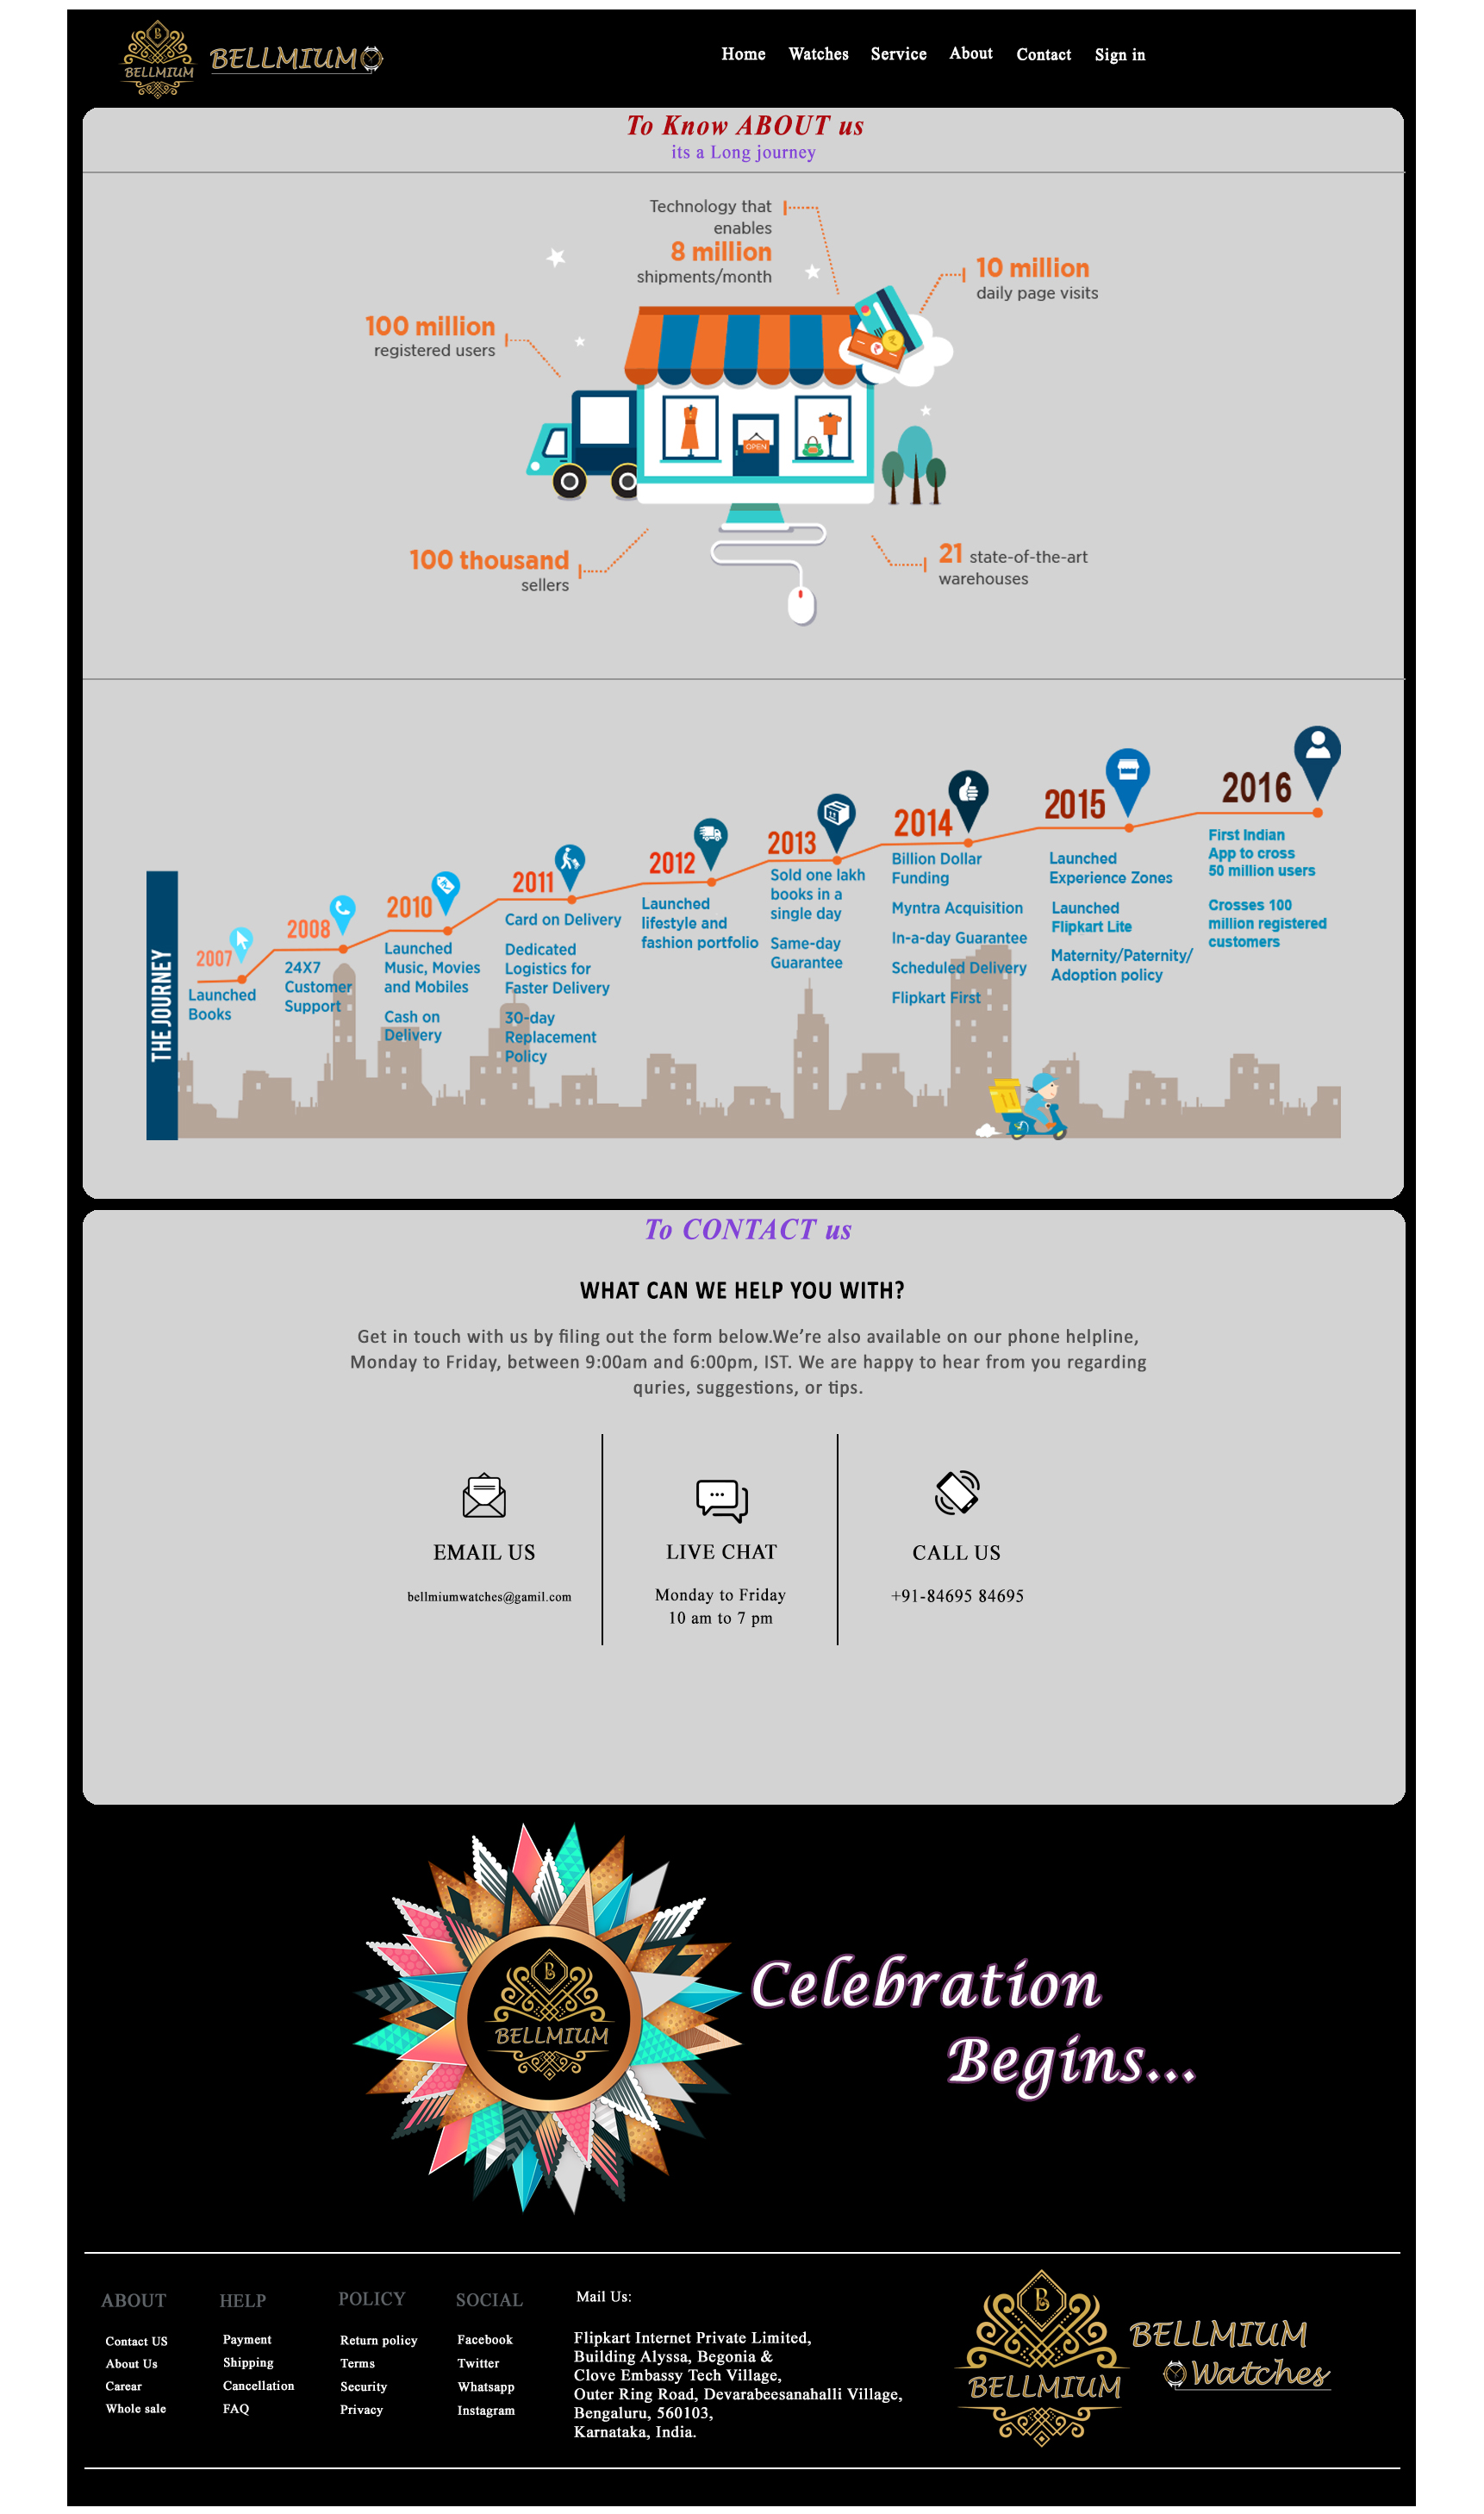 B
BELLMIUM
BELLMIUM
Home Watches Service About Contact Sign in
To Know ABOUT us
its a Long journey
Technology that
enables
8 million
shipments/month
10 million
daily page visits
100 million
registered users
OPEN
100 thousand
sellers
21 state-of-the-art
warehouses
THE JOURNEY
2007
Launched
Books
2008
24X7
Customer
Support
2010
Launched
Music, Movies
and Mobiles
Cash on
Delivery
2011
Card on Delivery
Dedicated
Logistics for
Faster Delivery
30-day
Replacement
Policy
2012
Launched
lifestyle and
fashion portfolio
2013
Sold one lakh
books in a
single day
Same-day
Guarantee
2014
Billion Dollar
Funding
Myntra Acquisition
In-a-day Guarantee
Scheduled Delivery
Flipkart First
2015
Launched
Experience Zones
Launched
Flipkart Lite
Maternity/Paternity/
Adoption policy
2016
First Indian
App to cross
50 million users
Crosses 100
million registered
customers
To CONTACT us
WHAT CAN WE HELP YOU WITH?
Get in touch with us by filing out the form below.We’re also available on our phone helpline,
Monday to Friday, between 9:00am and 6:00pm, IST. We are happy to hear from you regarding
quries, suggestions, or tips.
EMAIL US
bellmiumwatches@gamil.com
LIVE CHAT
Monday to Friday
10 am to 7 pm
CALL US
+91-84695 84695
B
BELLMIUM
Celebration
Begins...
ABOUT
Contact US
About Us
Carear
Whole sale
HELP
Payment
Shipping
Cancellation
FAQ
POLICY
Return policy
Terms
Security
Privacy
SOCIAL
Facebook
Twitter
Whatsapp
Instagram
Mail Us:
Flipkart Internet Private Limited,
Building Alyssa, Begonia &
Clove Embassy Tech Village,
Outer Ring Road, Devarabeesanahalli Village,
Bengaluru, 560103,
Karnataka, India.
B
BELLMIUM
BELLMIUM
Watches